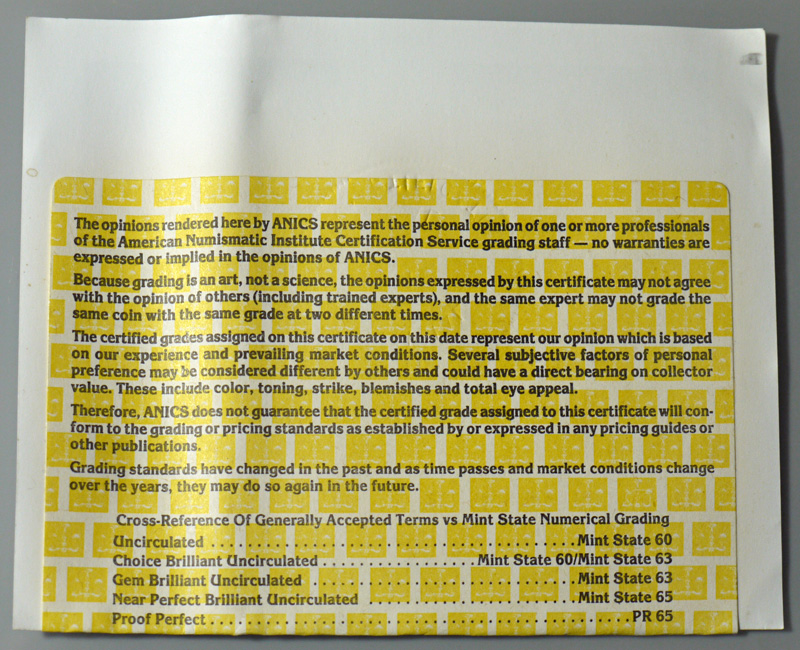 The opinions rendered here by ANICS represent the personal opinion of one or more professionals
of the American Numismatic Institute Certification Service grading staff — no warranties are
expressed or implied in the opinions of ANICS.
Because grading is an art, not a science, the opinions expressed by this certificate may not agree
with the opinion of others (including trained experts), and the same expert may not grade the
same coin with the same grade at two different times.
The certified grades assigned on this certificate on this date represent our opinion which is based
on our experience and prevailing market conditions. Several subjective factors of personal
preference may be considered different by others and could have a direct bearing on collector
value. These include color, toning, strike, blemishes and total eye appeal.
Therefore, ANICS does not guarantee that the certified grade assigned to this certificate will con-
form to the grading or pricing standards as established by or expressed in any pricing guides or
other publications.
Grading standards have changed in the past and as time passes and market conditions change
over the years, they may do so again in the future.
Cross-Reference Of Generally Accepted Terms vs Mint State Numerical Grading
Uncirculated . . . . . . . . . . . . . . . . . . . . . . . . . . . . . . . . . . . . . . . . Mint State 60
Choice Brilliant Uncirculated . . . . . . . . . . . . . . . . . Mint State 60/Mint State 63
Gem Brilliant Uncirculated . . . . . . . . . . . . . . . . . . . . . . . . . . . . . Mint State 63
Near Perfect Brilliant Uncirculated . . . . . . . . . . . . . . . . . . . . . . . Mint State 65
Proof Perfect . . . . . . . . . . . . . . . . . . . . . . . . . . . . . . . . . . . . . . . . . . . . . . PR 65